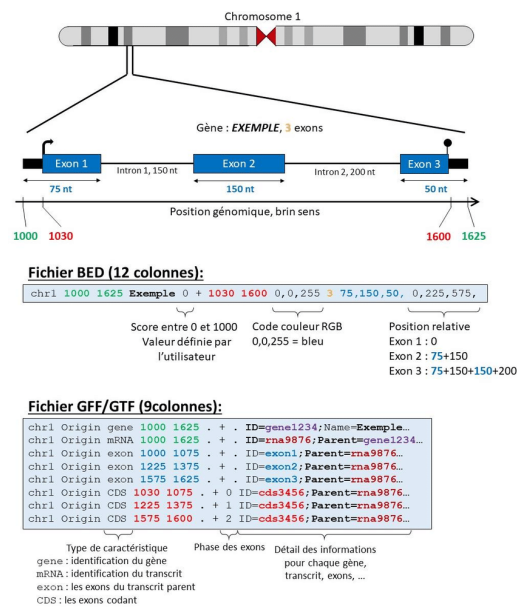 Chromosome 1
Gène : EXEMPLE, 3 exons
Exon 1
Exon 2
Exon 3
Intron 1, 150 nt
Intron 2, 200 nt
75 nt
150 nt
50 nt
Position génomique, brin sens
1000
1030
1600
1625
Fichier BED (12 colonnes):
chr1 1000 1625 Exemple 0 + 1030 1600 0,0,255 3 75,150,50, 0,225,575,
Score entre 0 et 1000
Valeur définie par
l'utilisateur
Code couleur RGB
0,0,255 = bleu
Position relative
Exon 1 : 0
Exon 2 : 75+150
Exon 3 : 75+150+150+200
Fichier GFF/GTF (9colonnes):
chr1 Origin gene 1000 1625 . + . ID=gene1234;Name=Exemple…
chr1 Origin mRNA 1000 1625 . + . ID=rna9876;Parent=gene1234…
chr1 Origin exon 1000 1075 . + . ID=exon1;Parent=rna9876…
chr1 Origin exon 1225 1375 . + . ID=exon2;Parent=rna9876…
chr1 Origin exon 1575 1625 . + . ID=exon3;Parent=rna9876…
chr1 Origin CDS 1030 1075 . + 0 ID=cds3456;Parent=rna9876…
chr1 Origin CDS 1225 1375 . + 1 ID=cds3456;Parent=rna9876…
chr1 Origin CDS 1575 1600 . + 2 ID=cds3456;Parent=rna9876…
Type de caractéristique
gene : identification du gène
mRNA : identification du transcrit
exon : les exons du transcrit parent
CDS : les exons codant
Phase des exons
Détail des informations
pour chaque gène,
transcrit, exons, …